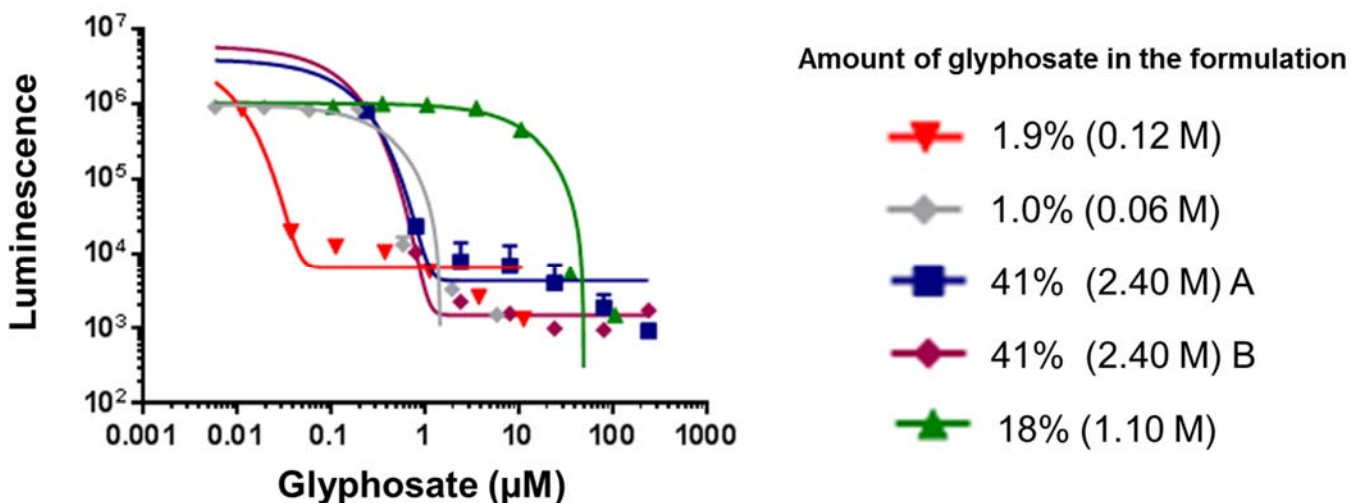 10⁷
10⁶
10⁵
10⁴
10³
10²
Luminescence
0.001 0.01 0.1 1 10 100 1000
Glyphosate (µM)
Amount of glyphosate in the formulation
1.9% (0.12 M)
1.0% (0.06 M)
41% (2.40 M) A
41% (2.40 M) B
18% (1.10 M)